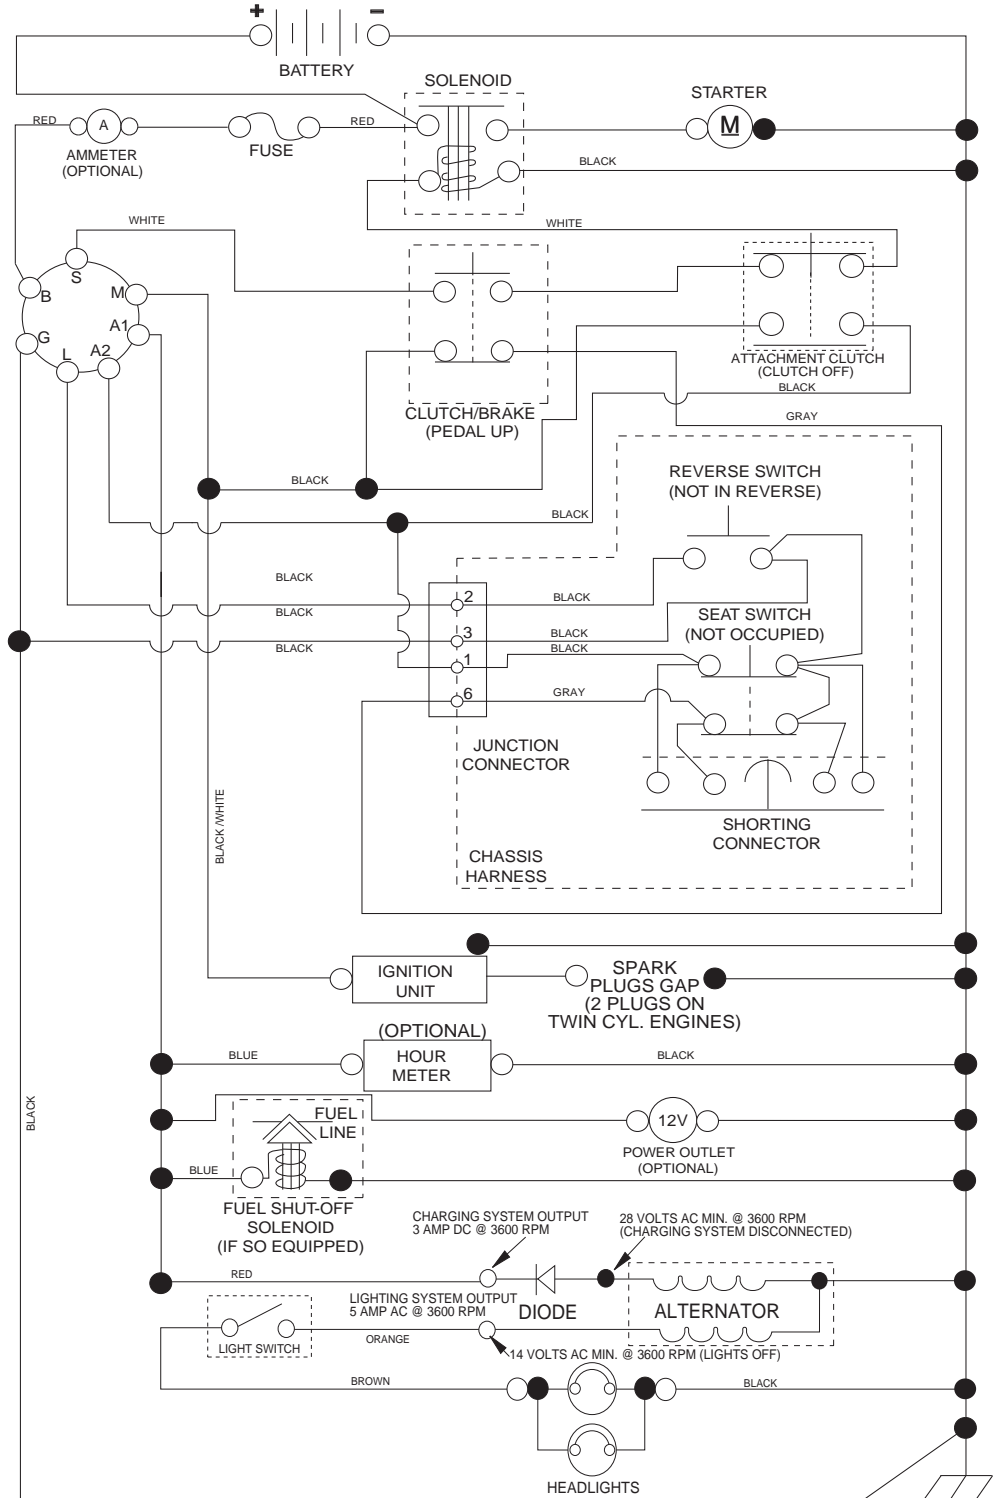 + −
BATTERY
SOLENOID
STARTER
RED
A
RED
M
AMMETER
(OPTIONAL)
FUSE
BLACK
WHITE
WHITE
S
B
M
A1
G
L
A2
ATTACHMENT CLUTCH
(CLUTCH OFF)
BLACK
CLUTCH/BRAKE
(PEDAL UP)
GRAY
REVERSE SWITCH
(NOT IN REVERSE)
BLACK
BLACK
BLACK
2
BLACK
BLACK
SEAT SWITCH
(NOT OCCUPIED)
3
BLACK
BLACK
BLACK
1
6
GRAY
JUNCTION
CONNECTOR
BLACK /WHITE
SHORTING
CONNECTOR
CHASSIS
HARNESS
IGNITION
UNIT
SPARK
PLUGS GAP
(2 PLUGS ON
TWIN CYL. ENGINES)
(OPTIONAL)
BLUE
HOUR
METER
BLACK
BLACK
FUEL
LINE
12V
POWER OUTLET
(OPTIONAL)
BLUE
FUEL SHUT-OFF
SOLENOID
(IF SO EQUIPPED)
CHARGING SYSTEM OUTPUT
3 AMP DC @ 3600 RPM
28 VOLTS AC MIN. @ 3600 RPM
(CHARGING SYSTEM DISCONNECTED)
RED
LIGHTING SYSTEM OUTPUT
5 AMP AC @ 3600 RPM
DIODE
ALTERNATOR
LIGHT SWITCH
ORANGE
14 VOLTS AC MIN. @ 3600 RPM (LIGHTS OFF)
BROWN
BLACK
HEADLIGHTS